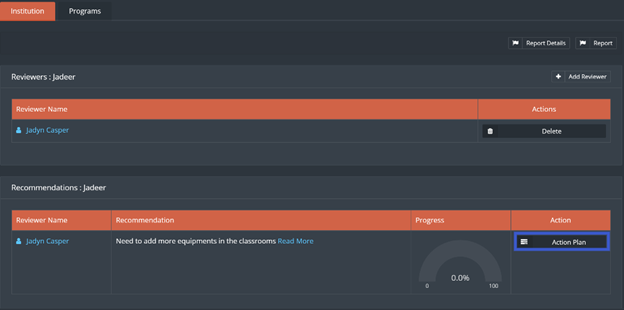 Institution Programs
Report Details Report
Reviewers : Jadeer Add Reviewer
Reviewer Name Actions
Jadyn Casper Delete
Recommendations : Jadeer
Reviewer Name Recommendation Progress Action
Jadyn Casper Need to add more equipments in the classrooms Read More Action Plan
0.0%
0 100